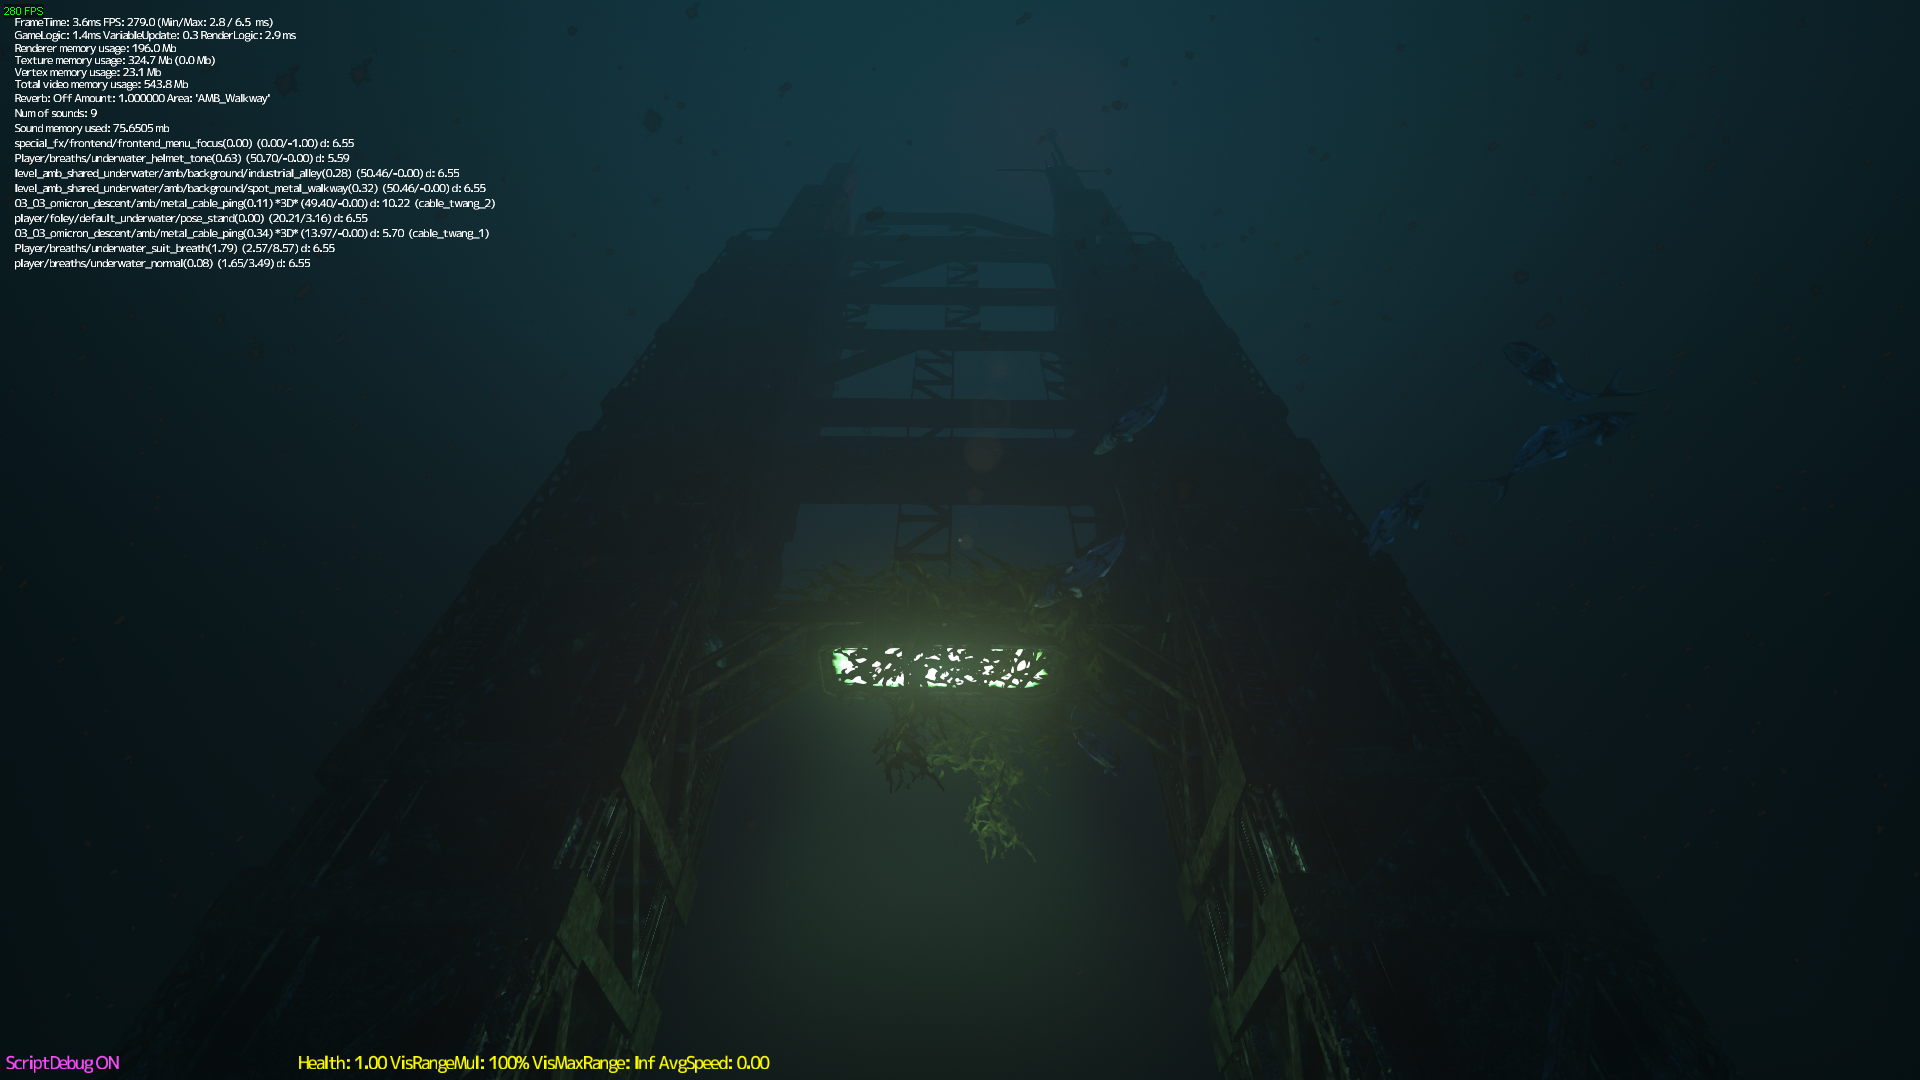 280 FPS
FrameTime: 3.6ms FPS: 279.0 (Min/Max: 2.8 / 6.5 ms)
GameLogic: 1.4ms VariableUpdate: 0.3 RenderLogic: 2.9 ms
Renderer memory usage: 196.0 Mb
Texture memory usage: 324.7 Mb (0.0 Mb)
Vertex memory usage: 23.1 Mb
Total video memory usage: 543.8 Mb
Reverb: Off Amount: 1.000000 Area: 'AMB_Walkway'
Num of sounds: 9
Sound memory used: 75.6505 mb
special_fx/frontend/frontend_menu_focus(0.00) (0.00/-1.00) d: 6.55
Player/breaths/underwater_helmet_tone(0.63) (50.70/-0.00) d: 5.59
level_amb_shared_underwater/amb/background/industrial_alley(0.28) (50.46/-0.00) d: 6.55
level_amb_shared_underwater/amb/background/spot_metal_walkway(0.32) (50.46/-0.00) d: 6.55
03_03_omicron_descent/amb/metal_cable_ping(0.11) *3D* (49.40/-0.00) d: 10.22 (cable_twang_2)
player/foley/default_underwater/pose_stand(0.00) (20.21/3.16) d: 6.55
03_03_omicron_descent/amb/metal_cable_ping(0.34) *3D* (13.97/-0.00) d: 5.70 (cable_twang_1)
Player/breaths/underwater_suit_breath(1.79) (2.57/8.57) d: 6.55
player/breaths/underwater_normal(0.08) (1.65/3.49) d: 6.55
ScriptDebug ON
Health: 1.00 VisRangeMul: 100% VisMaxRange: Inf AvgSpeed: 0.00